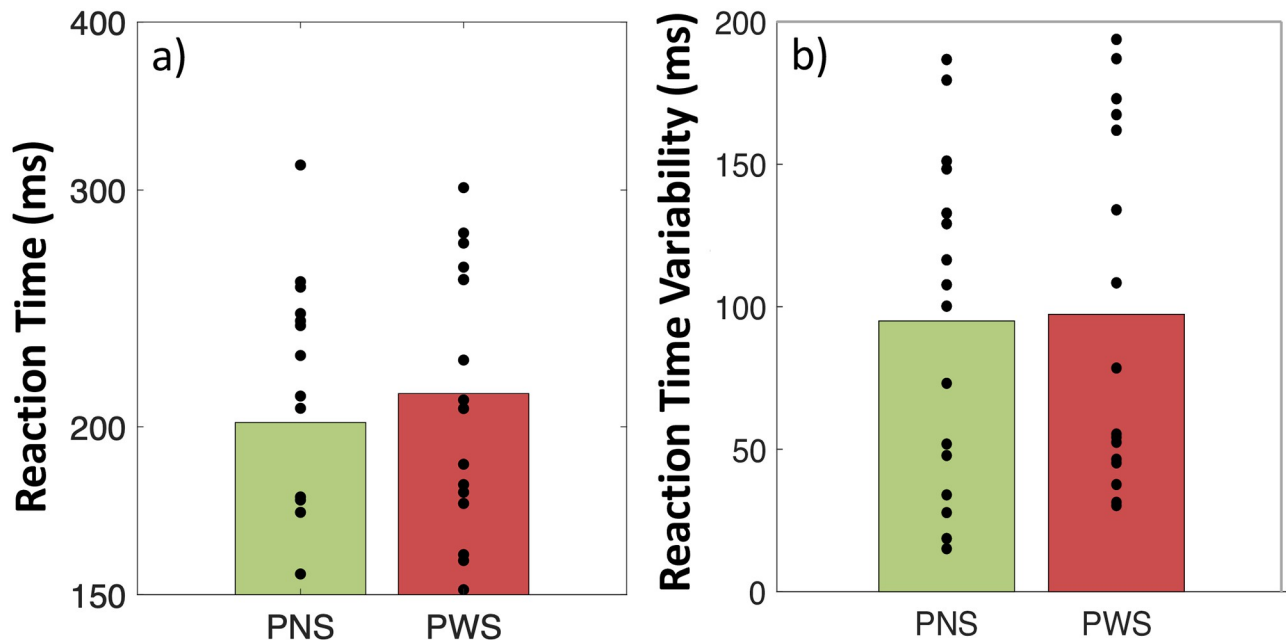 a)
Reaction Time (ms)
400
300
200
150
PNS
PWS
b)
Reaction Time Variability (ms)
200
150
100
50
0
PNS
PWS